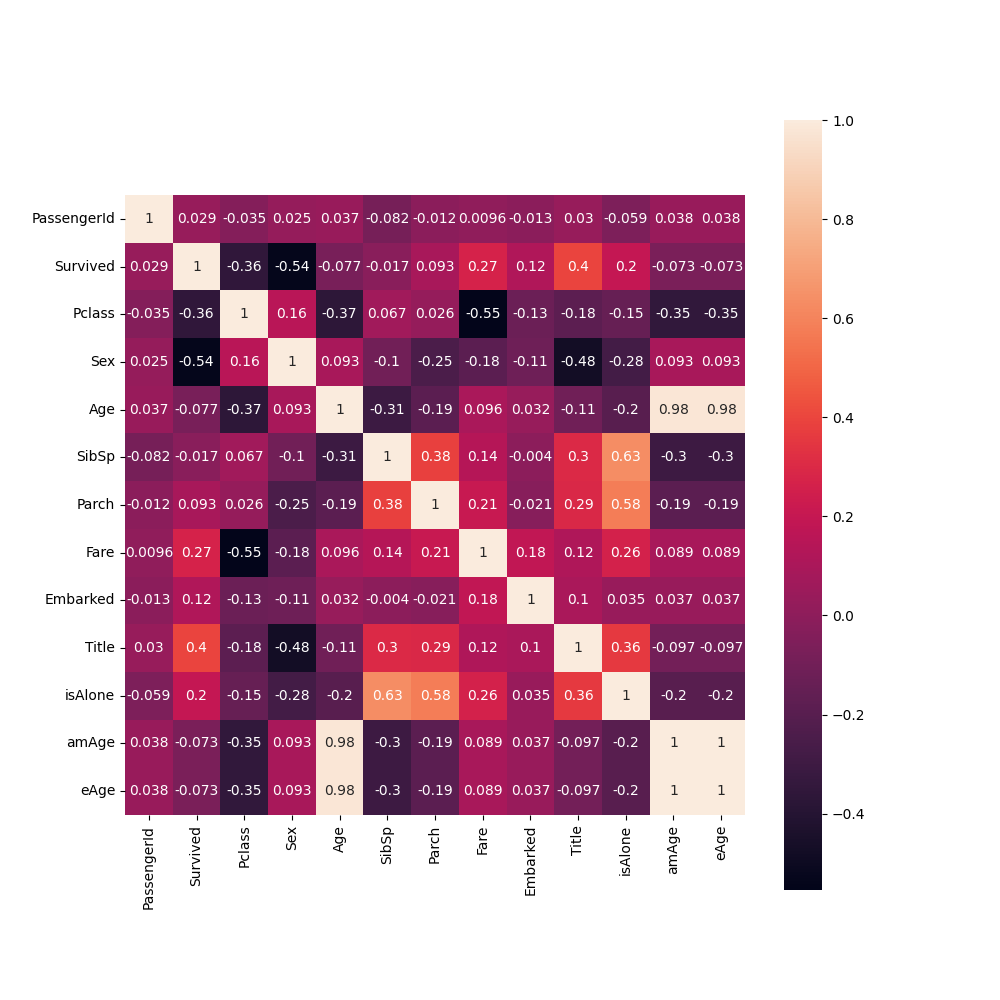 1.0
0.8
0.6
0.4
0.2
0.0
−0.2
−0.4
PassengerId 1 0.029 -0.035 0.025 0.037 -0.082 -0.012 0.0096 -0.013 0.03 -0.059 0.038 0.038
Survived 0.029 1 -0.36 -0.54 -0.077 -0.017 0.093 0.27 0.12 0.4 0.2 -0.073 -0.073
Pclass -0.035 -0.36 1 0.16 -0.37 0.067 0.026 -0.55 -0.13 -0.18 -0.15 -0.35 -0.35
Sex 0.025 -0.54 0.16 1 0.093 -0.1 -0.25 -0.18 -0.11 -0.48 -0.28 0.093 0.093
Age 0.037 -0.077 -0.37 0.093 1 -0.31 -0.19 0.096 0.032 -0.11 -0.2 0.98 0.98
SibSp -0.082 -0.017 0.067 -0.1 -0.31 1 0.38 0.14 -0.004 0.3 0.63 -0.3 -0.3
Parch -0.012 0.093 0.026 -0.25 -0.19 0.38 1 0.21 -0.021 0.29 0.58 -0.19 -0.19
Fare 0.0096 0.27 -0.55 -0.18 0.096 0.14 0.21 1 0.18 0.12 0.26 0.089 0.089
Embarked -0.013 0.12 -0.13 -0.11 0.032 -0.004 -0.021 0.18 1 0.1 0.035 0.037 0.037
Title 0.03 0.4 -0.18 -0.48 -0.11 0.3 0.29 0.12 0.1 1 0.36 -0.097 -0.097
isAlone -0.059 0.2 -0.15 -0.28 -0.2 0.63 0.58 0.26 0.035 0.36 1 -0.2 -0.2
amAge 0.038 -0.073 -0.35 0.093 0.98 -0.3 -0.19 0.089 0.037 -0.097 -0.2 1 1
eAge 0.038 -0.073 -0.35 0.093 0.98 -0.3 -0.19 0.089 0.037 -0.097 -0.2 1 1
PassengerId
Survived
Pclass
Sex
Age
SibSp
Parch
Fare
Embarked
Title
isAlone
amAge
eAge